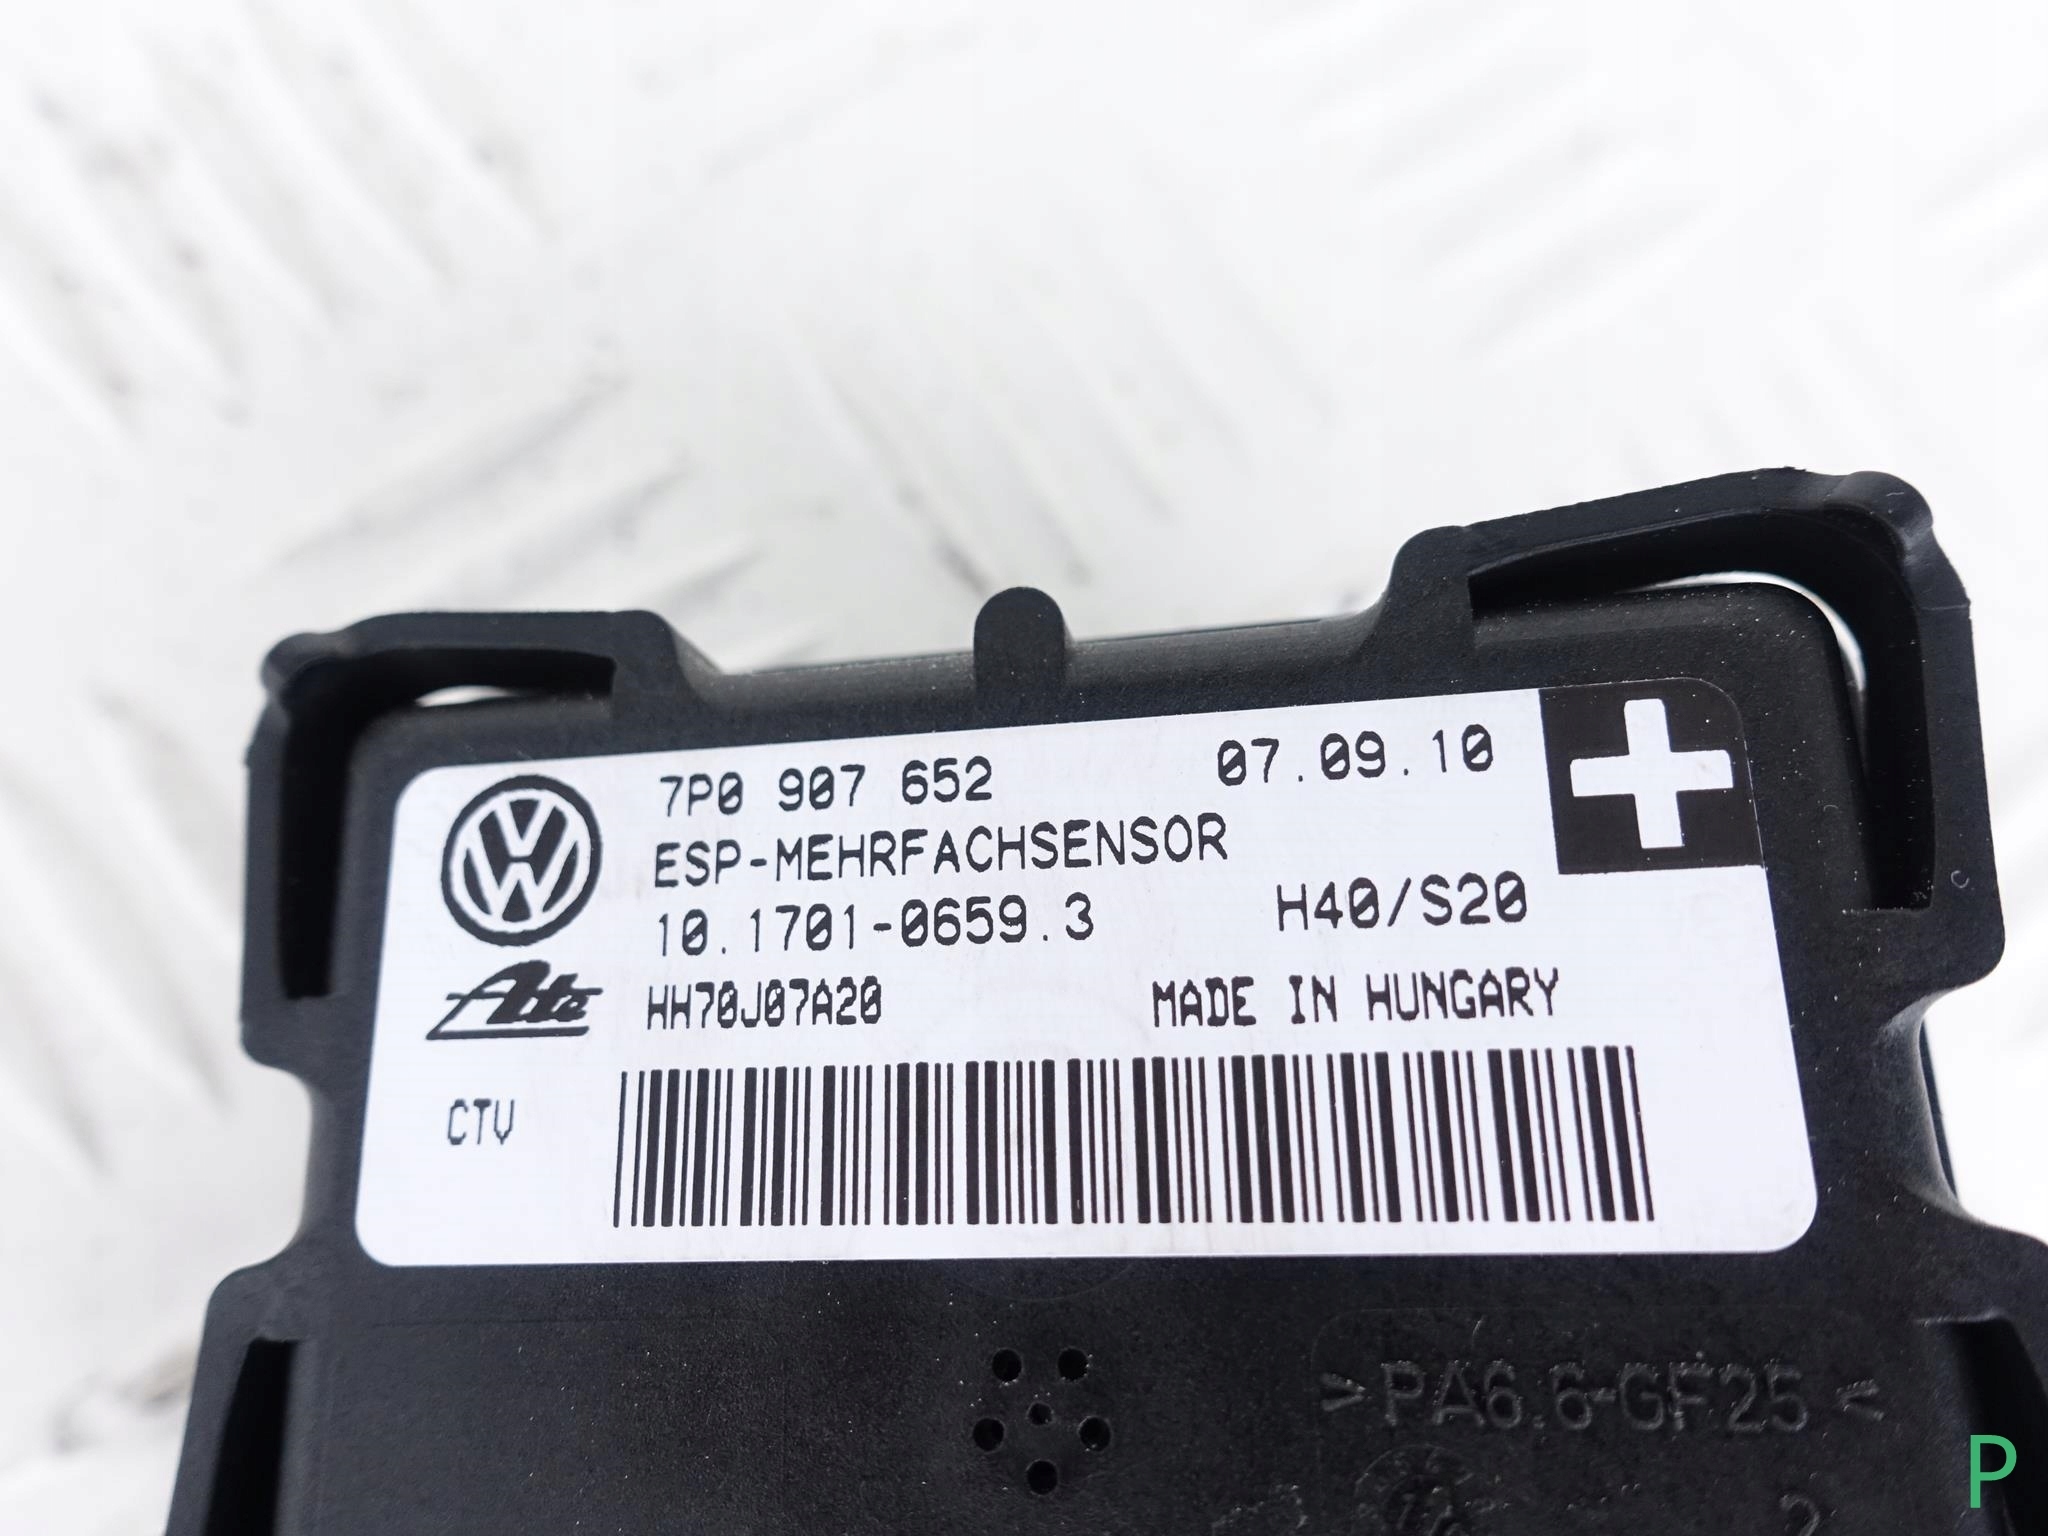 7P0 907 652 07.09.10
ESP-MEHRFACHSENSOR
10.1701-0659.3 H40/S20
Ate HH70J07A20 MADE IN HUNGARY
CTV
>PA6.6-GF25<
2
P